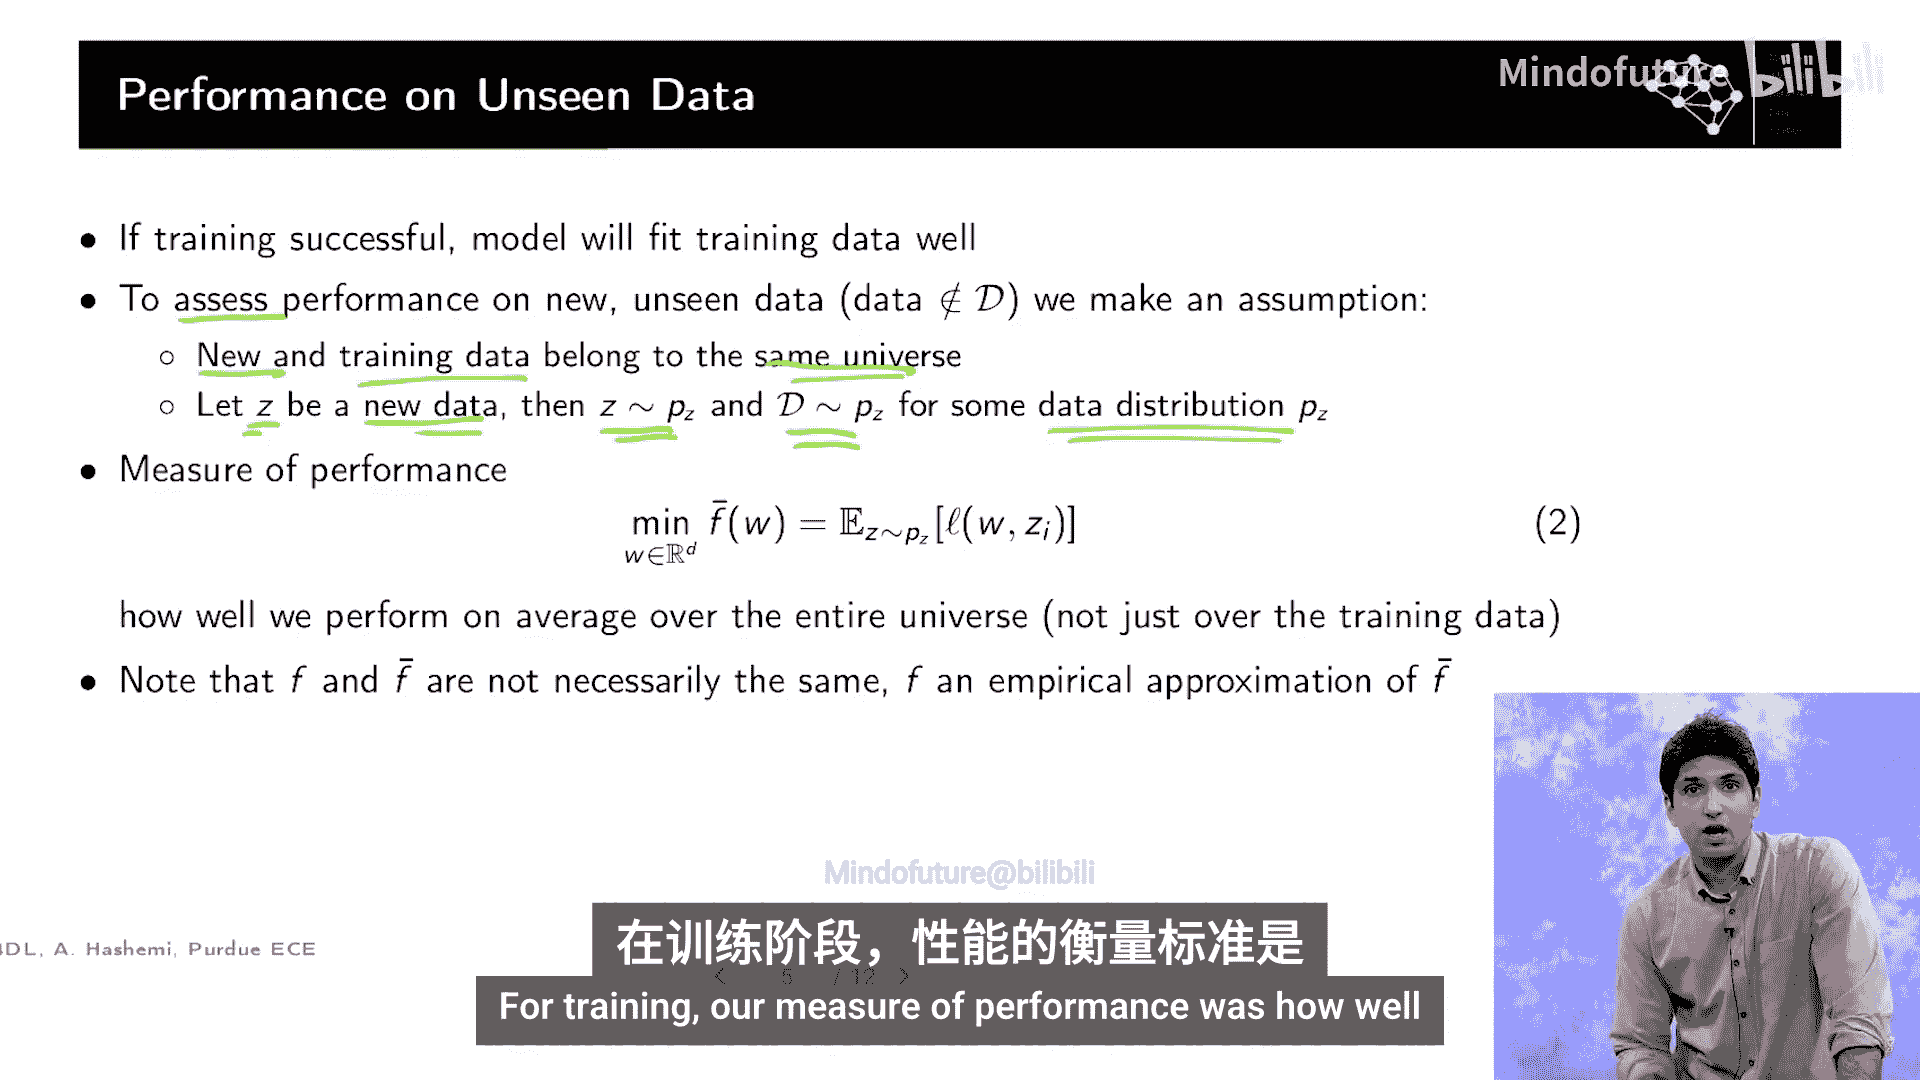 Performance on Unseen Data
Mindofuture
bilibili
• If training successful, model will fit training data well
• To assess performance on new, unseen data (data ∉ 𝒟) we make an assumption:
○ New and training data belong to the same universe
○ Let z be a new data, then z ∼ p_z and 𝒟 ∼ p_z for some data distribution p_z
• Measure of performance
min_{w∈ℝ^d} f̄(w) = 𝔼_{z∼p_z}[ℓ(w, z_i)] (2)
how well we perform on average over the entire universe (not just over the training data)
• Note that f and f̄ are not necessarily the same, f an empirical approximation of f̄
Mindofuture@bilibili
DL, A. Hashemi, Purdue ECE
在训练阶段，性能的衡量标准是
5 / 12
For training, our measure of performance was how well